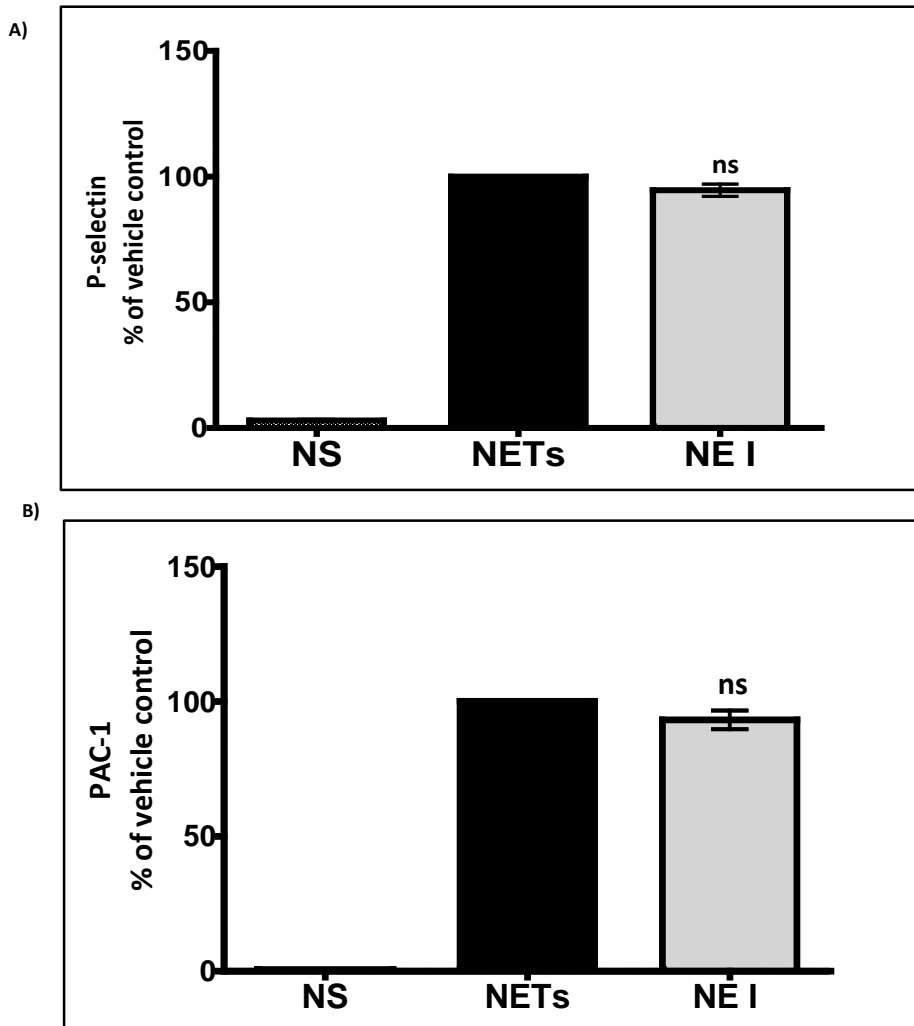 A)
P-selectin
% of vehicle control
150
100
50
0
ns
NS NETs NE I
B)
PAC-1
% of vehicle control
150
100
50
0
ns
NS NETs NE I